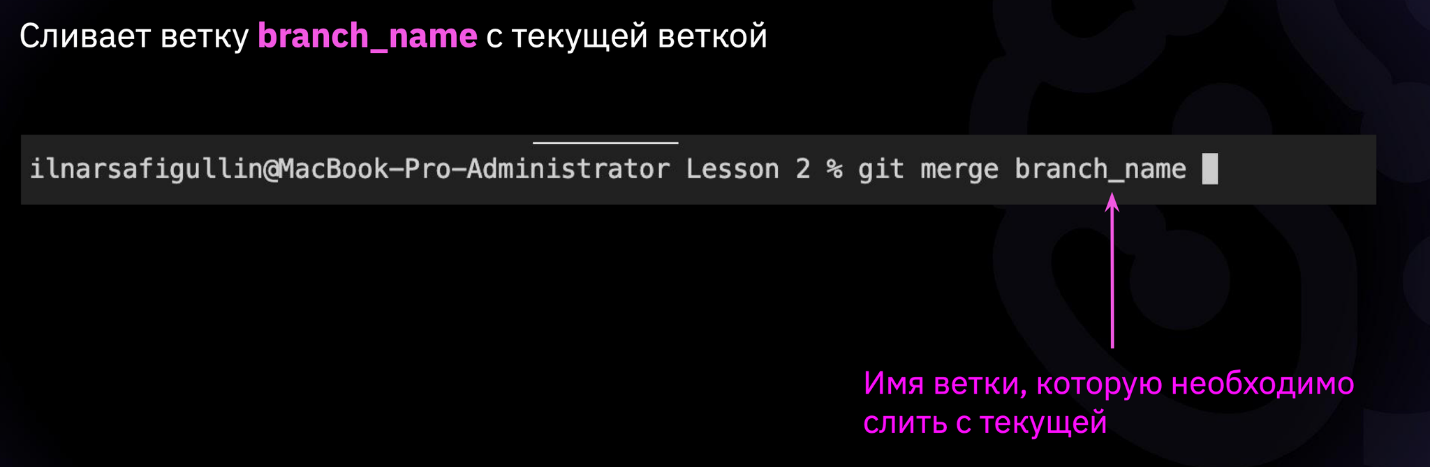 Сливает ветку branch_name с текущей веткой
ilnarsafigullin@MacBook-Pro-Administrator Lesson 2 % git merge branch_name
Имя ветки, которую необходимо
слить с текущей